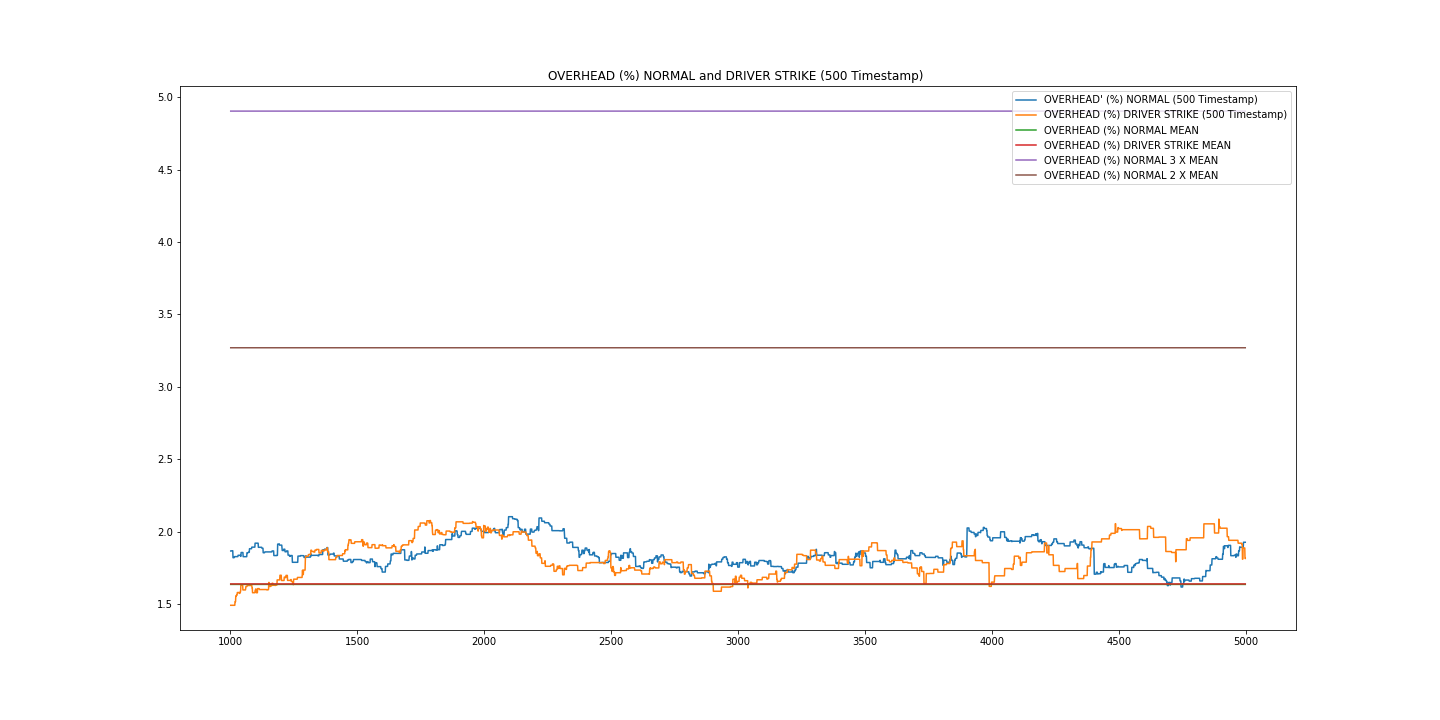 OVERHEAD (%) NORMAL and DRIVER STRIKE (500 Timestamp)
5.0
4.5
4.0
3.5
3.0
2.5
2.0
1.5
OVERHEAD' (%) NORMAL (500 Timestamp)
OVERHEAD (%) DRIVER STRIKE (500 Timestamp)
OVERHEAD (%) NORMAL MEAN
OVERHEAD (%) DRIVER STRIKE MEAN
OVERHEAD (%) NORMAL 3 X MEAN
OVERHEAD (%) NORMAL 2 X MEAN
1000 1500 2000 2500 3000 3500 4000 4500 5000